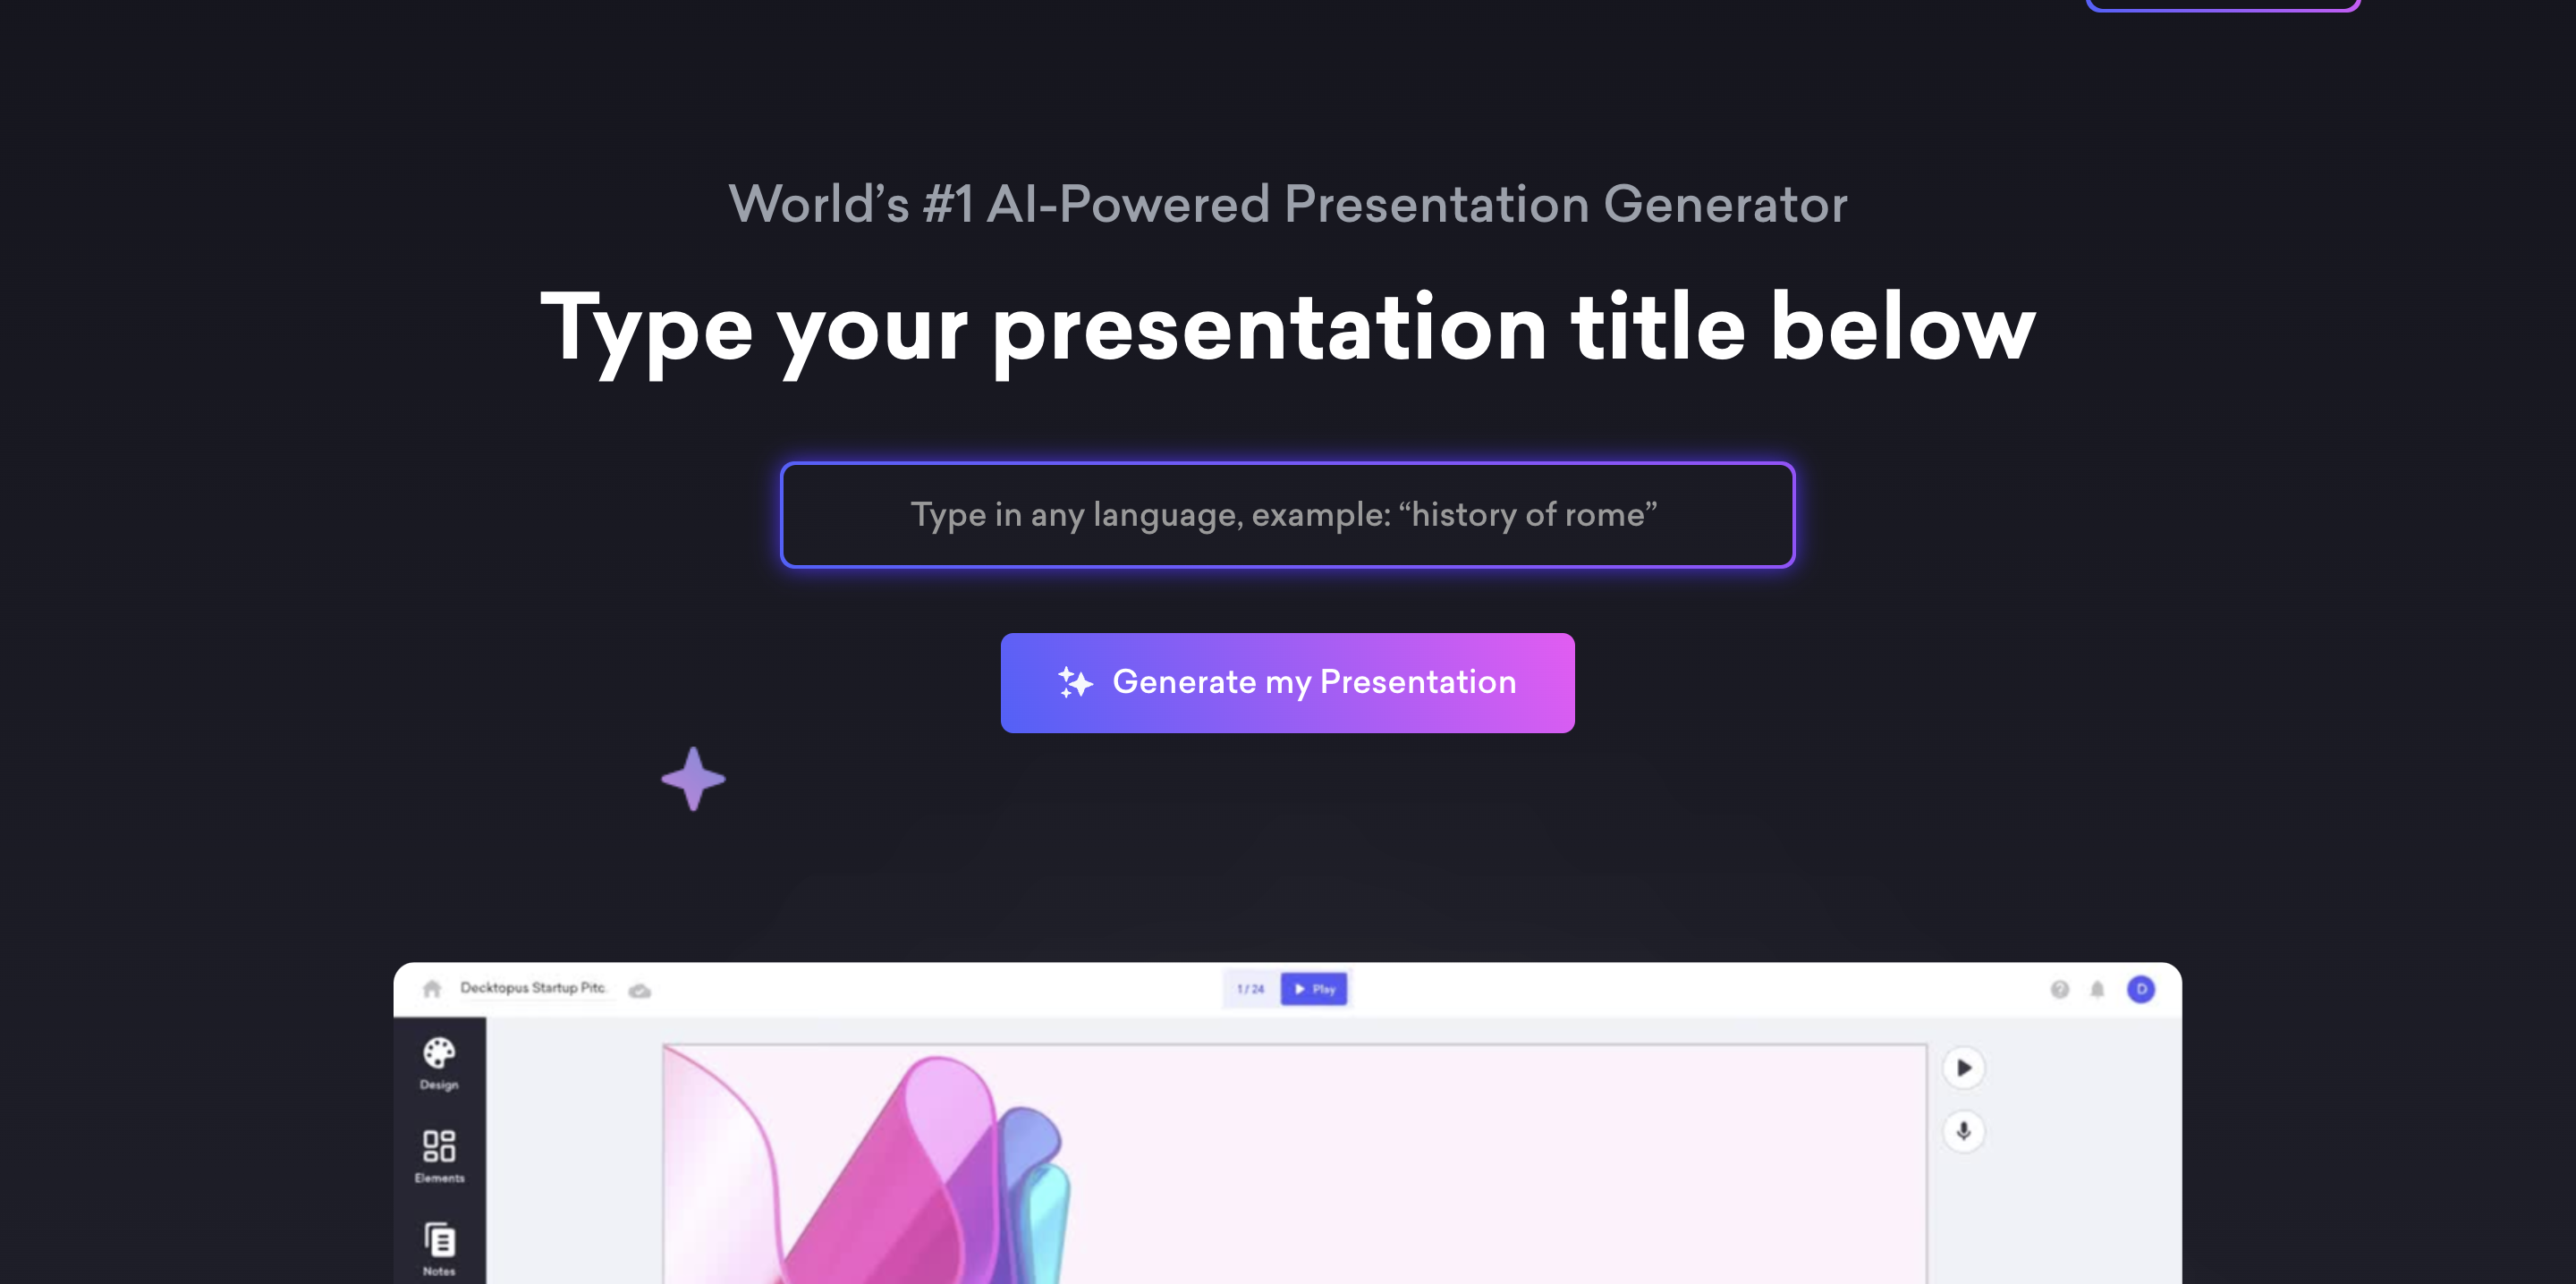 World’s #1 AI-Powered Presentation Generator
Type your presentation title below
Type in any language, example: “history of rome”
Generate my Presentation
Decktopus Startup Pitc
1 / 24
Play
D
Design
Elements
Notes